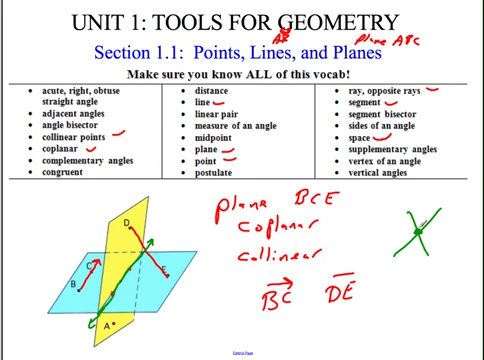 UNIT 1: TOOLS FOR GEOMETRY
AB
plane ABC
Section 1.1: Points, Lines, and Planes
Make sure you know ALL of this vocab!
• acute, right, obtuse
straight angle
• adjacent angles
• angle bisector
• collinear points
• coplanar
• complementary angles
• congruent
• distance
• line
• linear pair
• measure of an angle
• midpoint
• plane
• point
• postulate
• ray, opposite rays
• segment
• segment bisector
• sides of an angle
• space
• supplementary angles
• vertex of an angle
• vertical angles
plane BCE
coplanar
collinear
BC DE
D
C
B
E
A